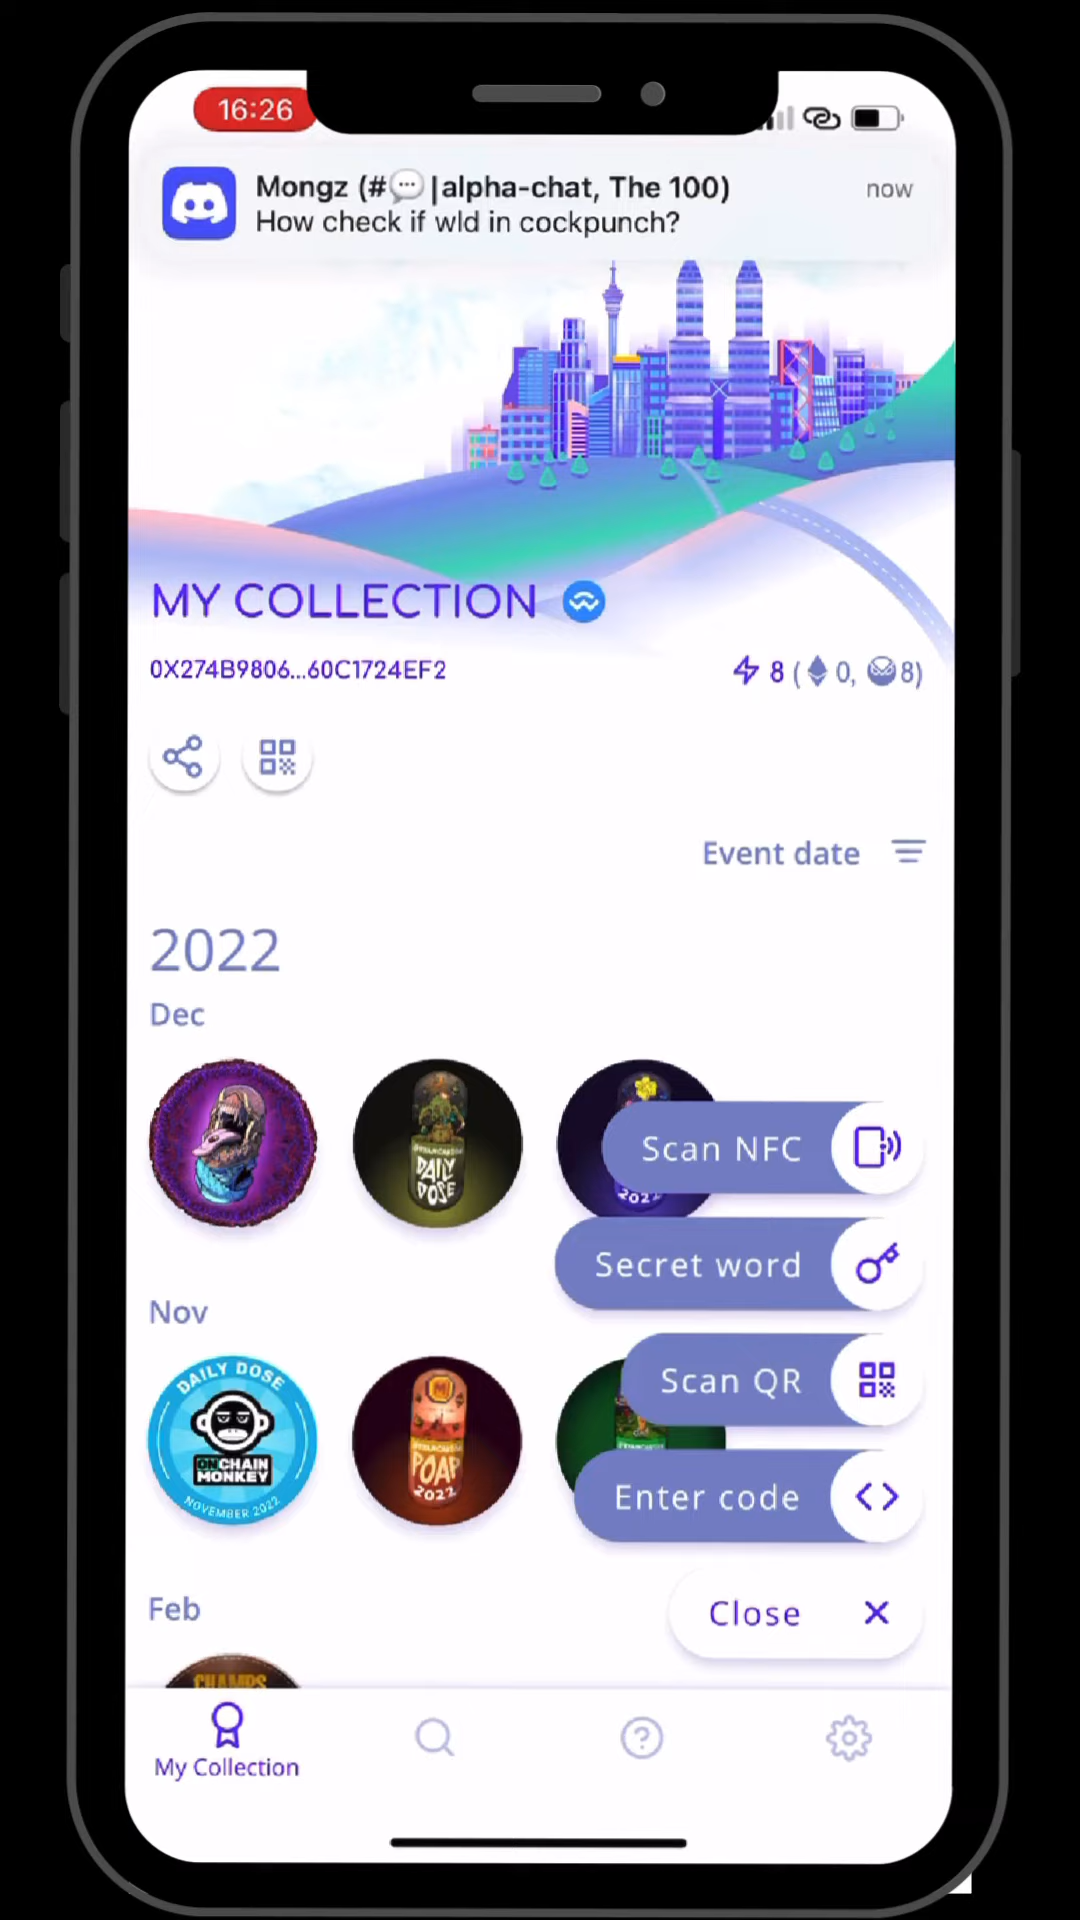 16:26
Mongz (#💬|alpha-chat, The 100)
now
How check if wld in cockpunch?
MY COLLECTION
0X274B9806...60C1724EF2
8 ( 0, 8)
Event date
2022
Dec
DAILY
DOSE
2022
Scan NFC
Secret word
Nov
DAILY DOSE
ONCHAIN
MONKEY
NOVEMBER 2022
POAP
2022
Scan QR
Enter code
Feb
CHAMPS
Close
My Collection